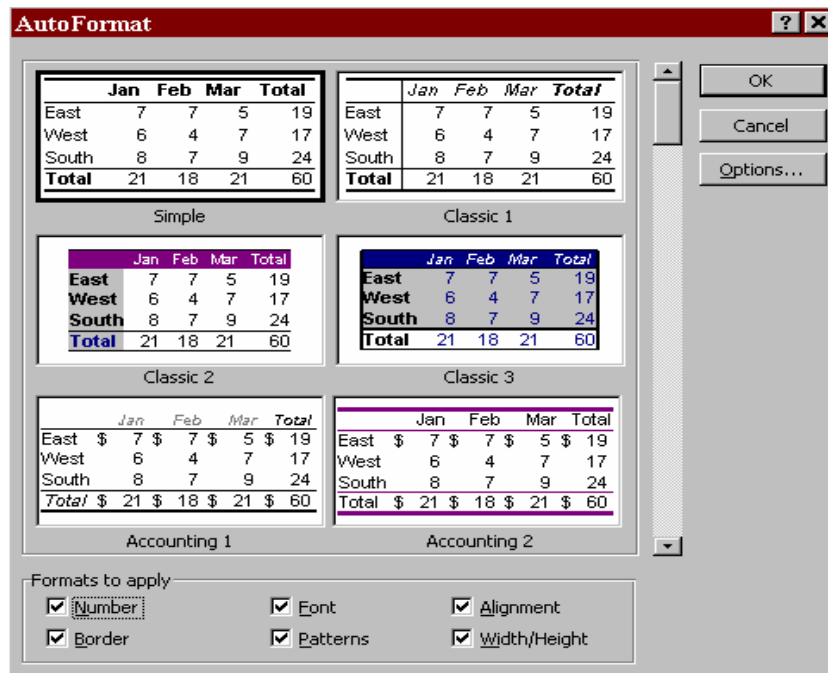 AutoFormat
Jan Feb Mar Total
East 7 7 5 19
West 6 4 7 17
South 8 7 9 24
Total 21 18 21 60
Simple
Jan Feb Mar Total
East 7 7 5 19
West 6 4 7 17
South 8 7 9 24
Total 21 18 21 60
Classic 1
Jan Feb Mar Total
East 7 7 5 19
West 6 4 7 17
South 8 7 9 24
Total 21 18 21 60
Classic 2
Jan Feb Mar Total
East 7 7 5 19
West 6 4 7 17
South 8 7 9 24
Total 21 18 21 60
Classic 3
Jan Feb Mar Total
East $ 7 $ 7 $ 5 $ 19
West 6 4 7 17
South 8 7 9 24
Total $ 21 $ 18 $ 21 $ 60
Accounting 1
Jan Feb Mar Total
East $ 7 $ 7 $ 5 $ 19
West 6 4 7 17
South 8 7 9 24
Total $ 21 $ 18 $ 21 $ 60
Accounting 2
OK
Cancel
Options...
Formats to apply
Number Font Alignment
Border Patterns Width/Height